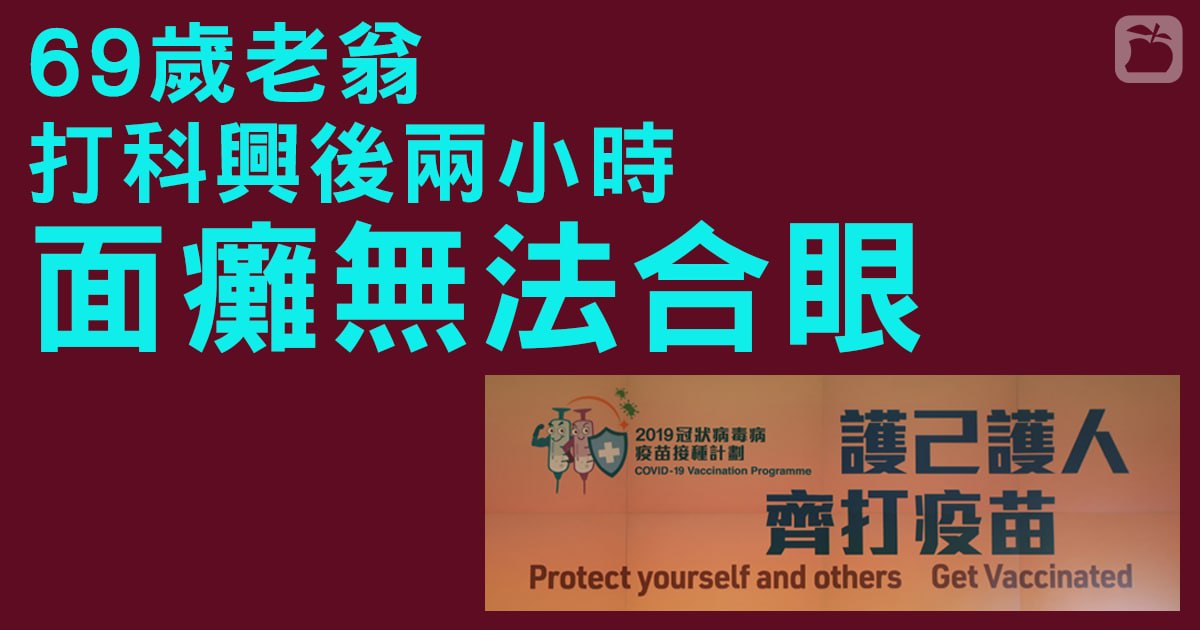 69歲老翁
打科興後兩小時
面癱無法合眼
2019冠狀病毒病
疫苗接種計劃
COVID-19 Vaccination Programme
護己護人
齊打疫苗
Protect yourself and others Get Vaccinated